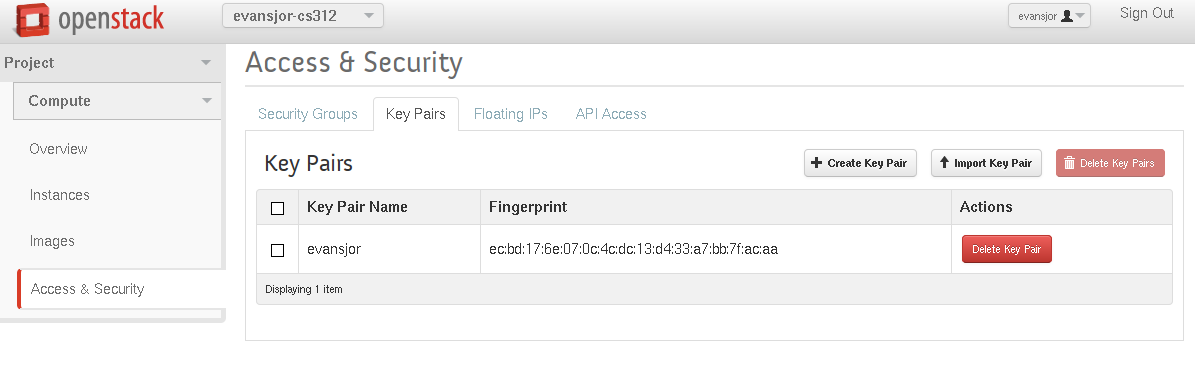 openstack
evansjor-cs312
evansjor
Sign Out
Project
Compute
Overview
Instances
Images
Access & Security
Access & Security
Security Groups
Key Pairs
Floating IPs
API Access
Key Pairs
Create Key Pair
Import Key Pair
Delete Key Pairs
Key Pair Name
Fingerprint
Actions
evansjor
ec:bd:17:6e:07:0c:4c:dc:13:d4:33:a7:bb:7f:ac:aa
Delete Key Pair
Displaying 1 item